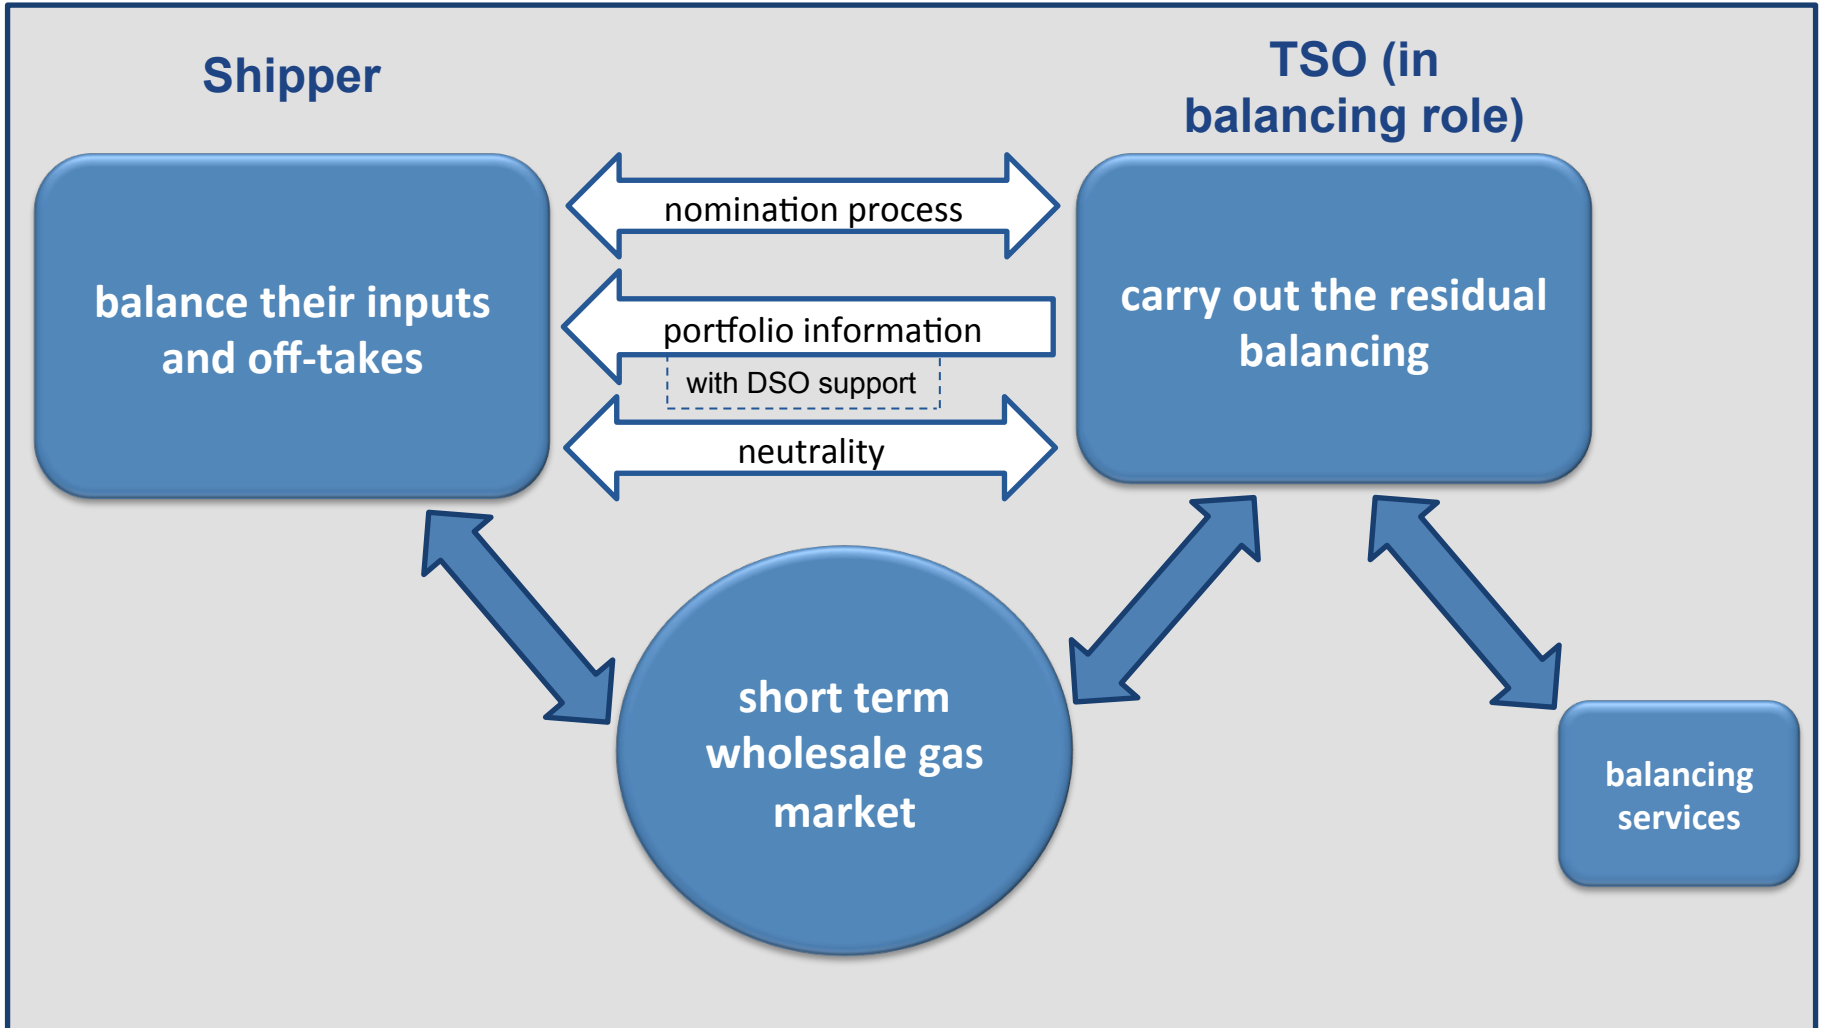 Shipper
TSO (in
balancing role)
balance their inputs
and off-takes
nomination process
portfolio information
with DSO support
neutrality
carry out the residual
balancing
short term
wholesale gas
market
balancing
services